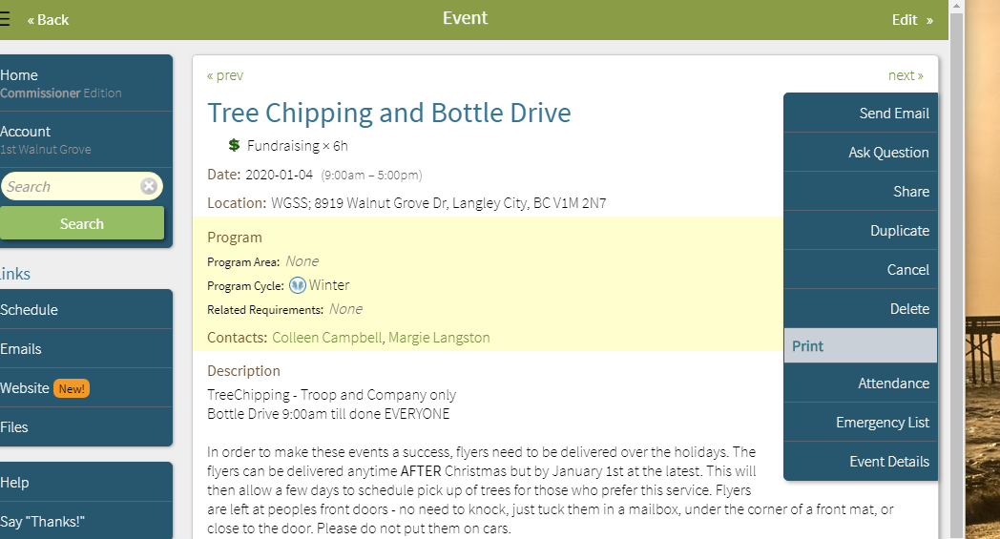 « Back
Event
Edit »
Home
Commissioner Edition
Account
1st Walnut Grove
Search
Search
inks
Schedule
Emails
Website New!
Files
Help
Say "Thanks!"
« prev
next »
Tree Chipping and Bottle Drive
$ Fundraising × 6h
Date: 2020-01-04 (9:00am – 5:00pm)
Location: WGSS; 8919 Walnut Grove Dr, Langley City, BC V1M 2N7
Program
Program Area: None
Program Cycle: Winter
Related Requirements: None
Contacts: Colleen Campbell, Margie Langston
Description
TreeChipping - Troop and Company only
Bottle Drive 9:00am till done EVERYONE
In order to make these events a success, flyers need to be delivered over the holidays. The
flyers can be delivered anytime AFTER Christmas but by January 1st at the latest. This will
then allow a few days to schedule pick up of trees for those who prefer this service. Flyers
are left at peoples front doors - no need to knock, just tuck them in a mailbox, under the corner of a front mat, or
close to the door. Please do not put them on cars.
Send Email
Ask Question
Share
Duplicate
Cancel
Delete
Print
Attendance
Emergency List
Event Details